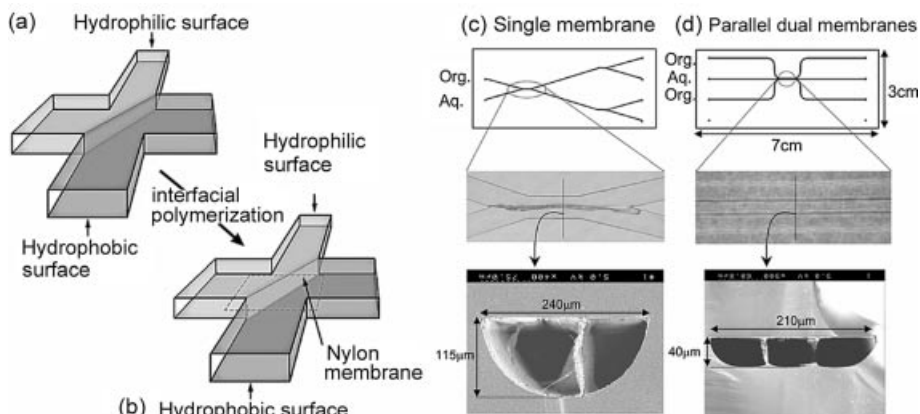 (a)
Hydrophilic surface
Hydrophilic
surface
interfacial
polymerization
Hydrophobic
surface
Nylon
membrane
(b)
Hydrophobic surface
(c) Single membrane
Org.
Aq.
240μm
115μm
(d) Parallel dual membranes
Org.
Aq.
Org.
3cm
7cm
210μm
40μm